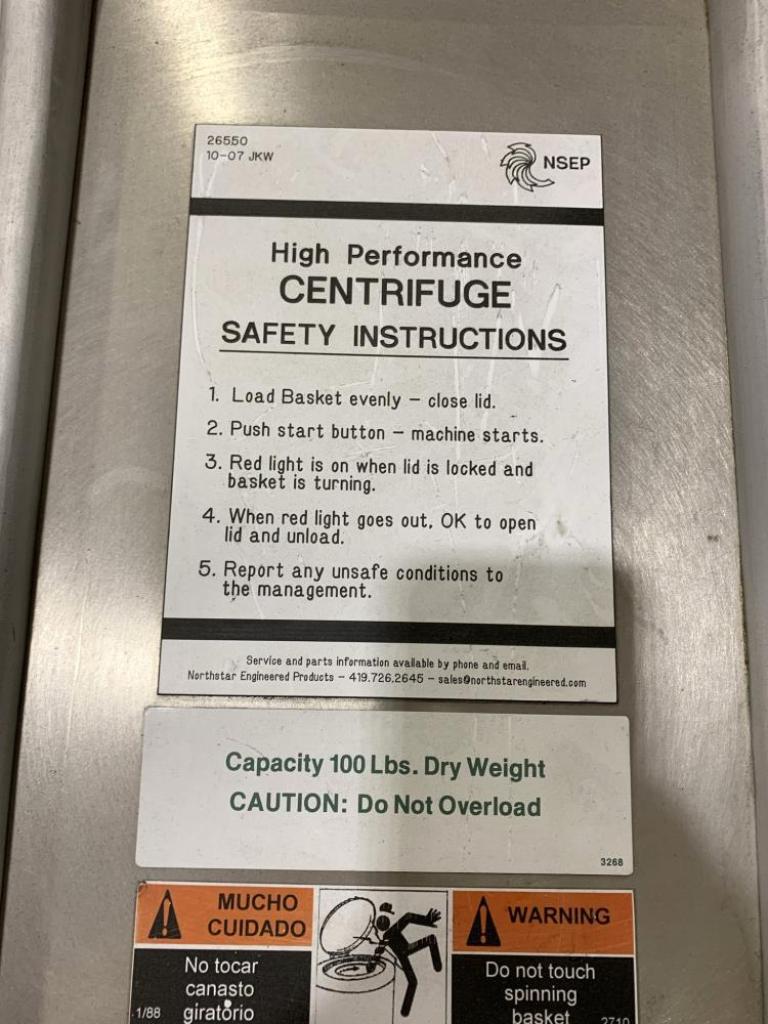 26550
10-07 JKW
NSEP
High Performance
CENTRIFUGE
SAFETY INSTRUCTIONS
1. Load Basket evenly - close lid.
2. Push start button - machine starts.
3. Red light is on when lid is locked and
basket is turning.
4. When red light goes out, OK to open
lid and unload.
5. Report any unsafe conditions to
the management.
Service and parts information available by phone and email.
Northstar Engineered Products - 419.726.2645 - sales@northstarengineered.com
Capacity 100 Lbs. Dry Weight
CAUTION: Do Not Overload
3268
MUCHO
CUIDADO
No tocar
canasto
giratorio
1/88
WARNING
Do not touch
spinning
basket
2710